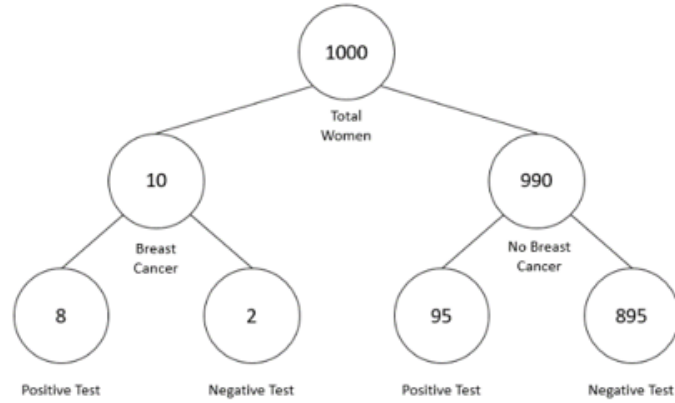 1000
Total
Women
10
990
Breast
Cancer
No Breast
Cancer
8
2
95
895
Positive Test
Negative Test
Positive Test
Negative Test